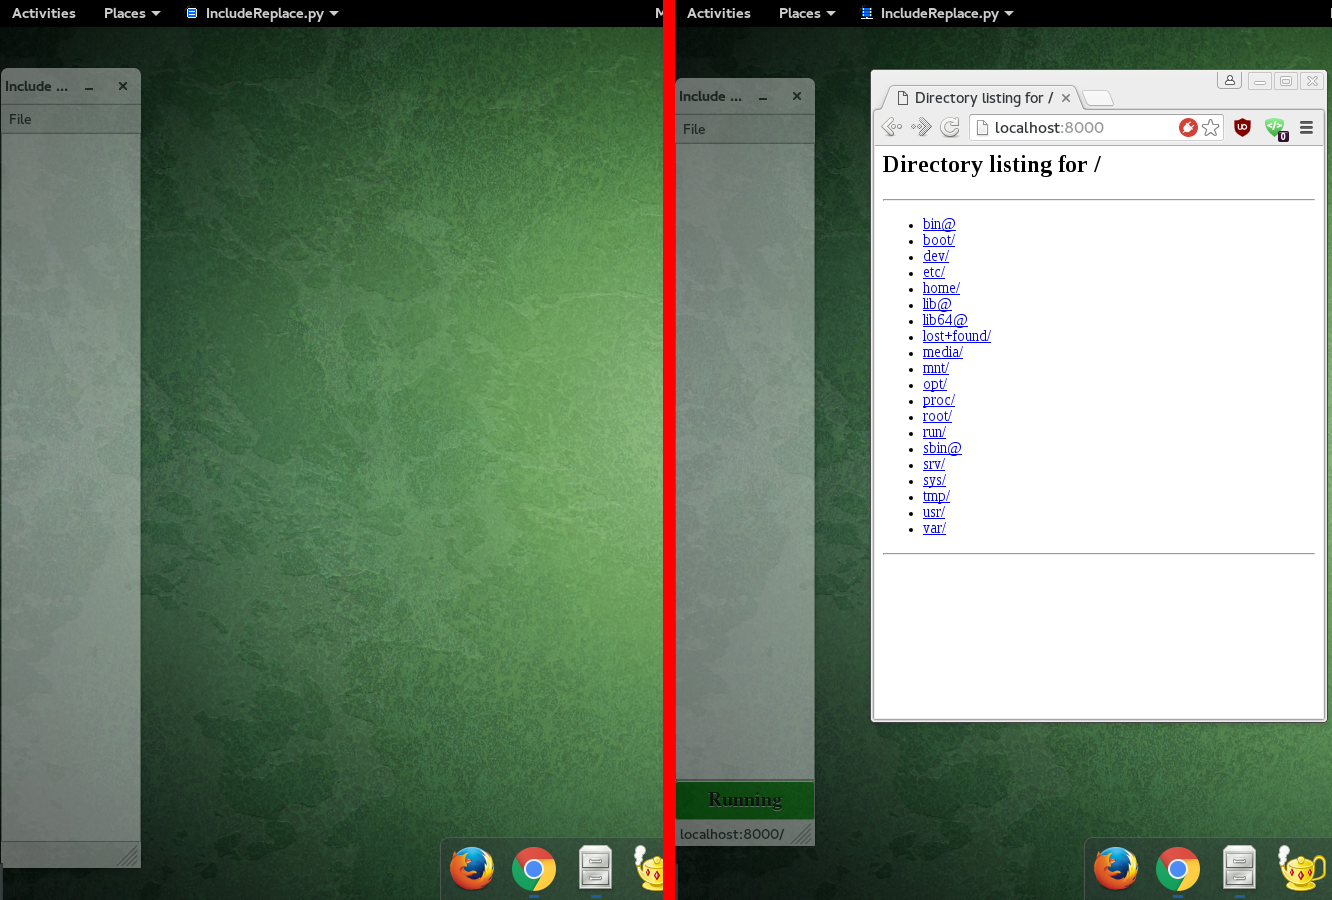 Activities Places IncludeReplace.py
Include ...
File
Activities Places IncludeReplace.py
Include ...
File
Running
localhost:8000/
Directory listing for /
localhost:8000
0
Directory listing for /
bin@
boot/
dev/
etc/
home/
lib@
lib64@
lost+found/
media/
mnt/
opt/
proc/
root/
run/
sbin@
srv/
sys/
tmp/
usr/
var/